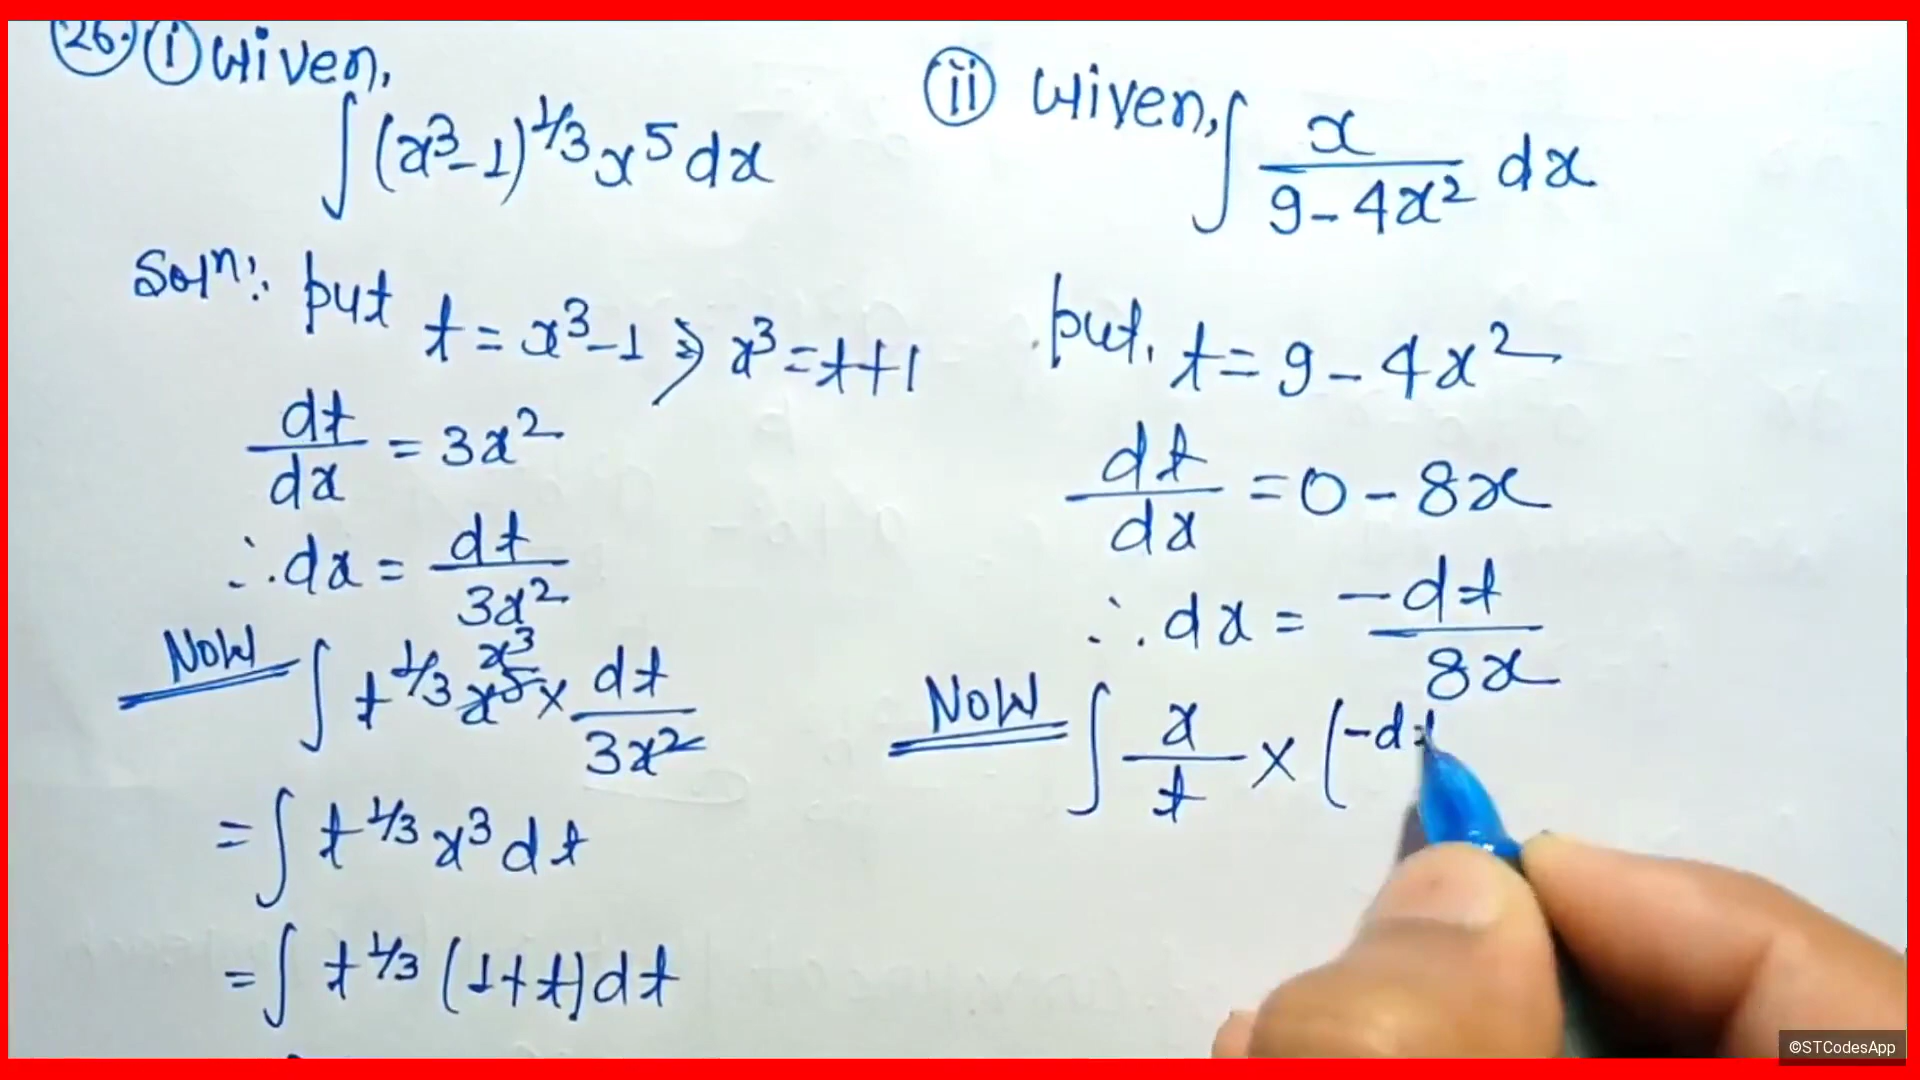 26. i Given,
∫(x³-1)^1/3 x⁵ dx
Solⁿ: put t = x³-1 ⇒ x³ = t+1
dt/dx = 3x²
∴ dx = dt/3x²
Now ∫ t^1/3 x⁵ x³ × dt/3x²
= ∫ t^1/3 x³ dt
= ∫ t^1/3 (1+t) dt
ii Given, ∫ x/(9-4x²) dx
put, t = 9-4x²
dt/dx = 0-8x
∴ dx = -dt/8x
Now ∫ x/t × (-dt
©STCodesApp